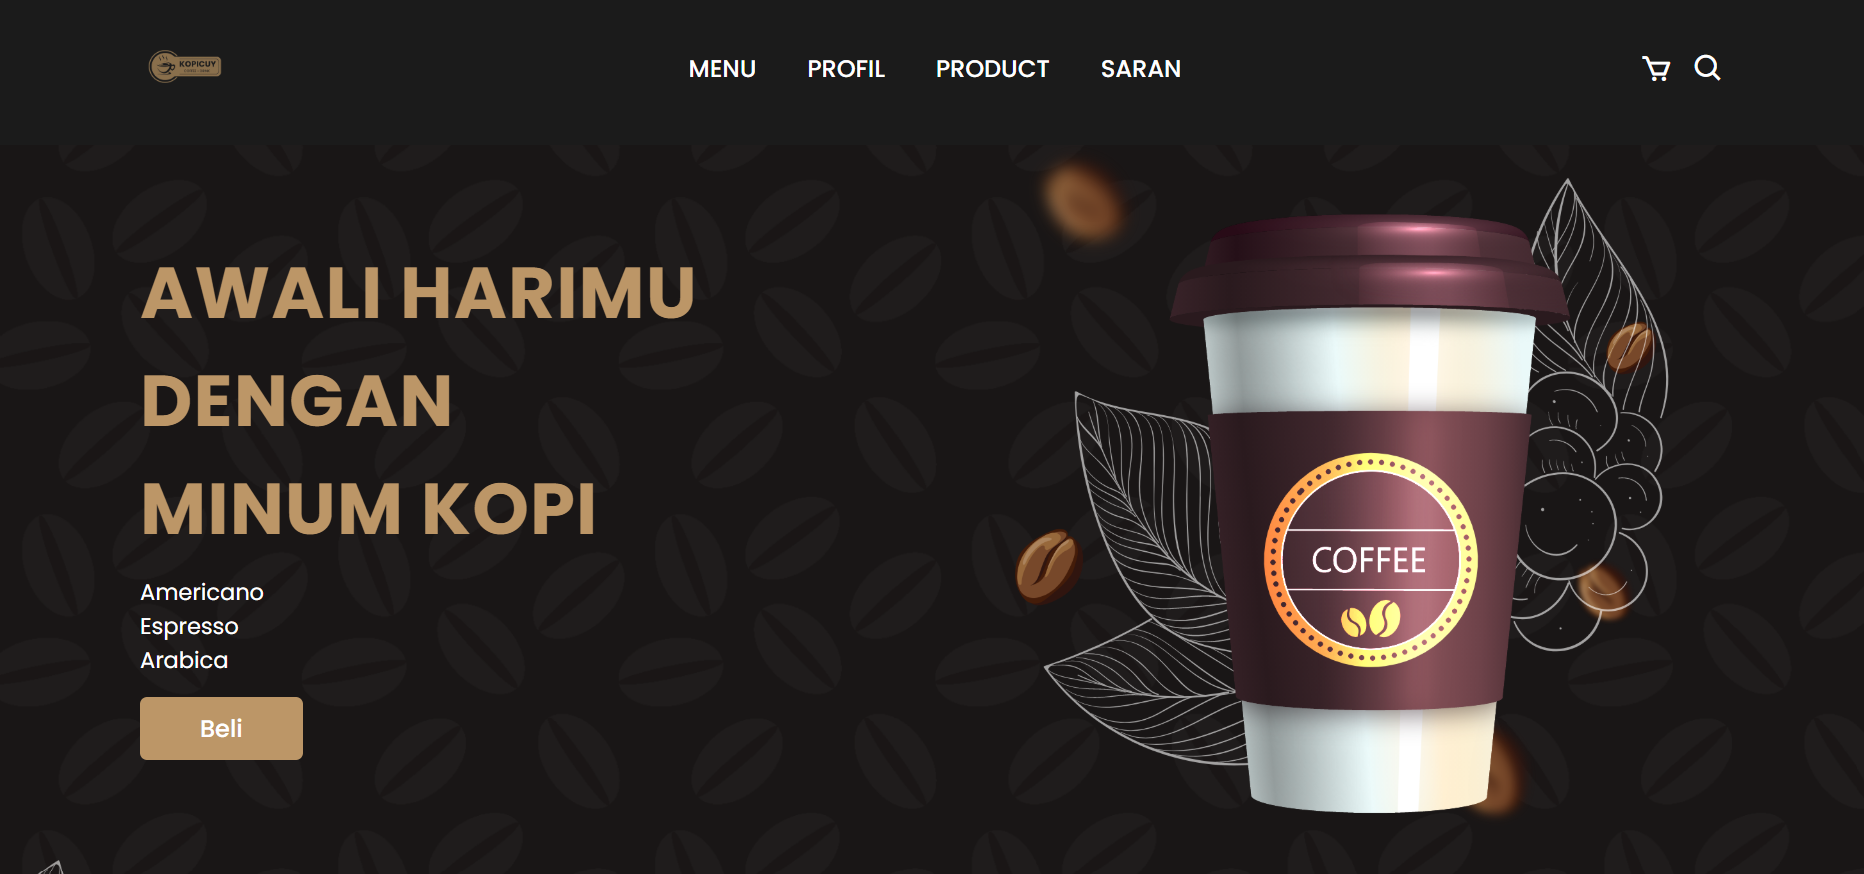 KOPICUY
MENU PROFIL PRODUCT SARAN
AWALI HARIMU
DENGAN
MINUM KOPI
Americano
Espresso
Arabica
Beli
COFFEE